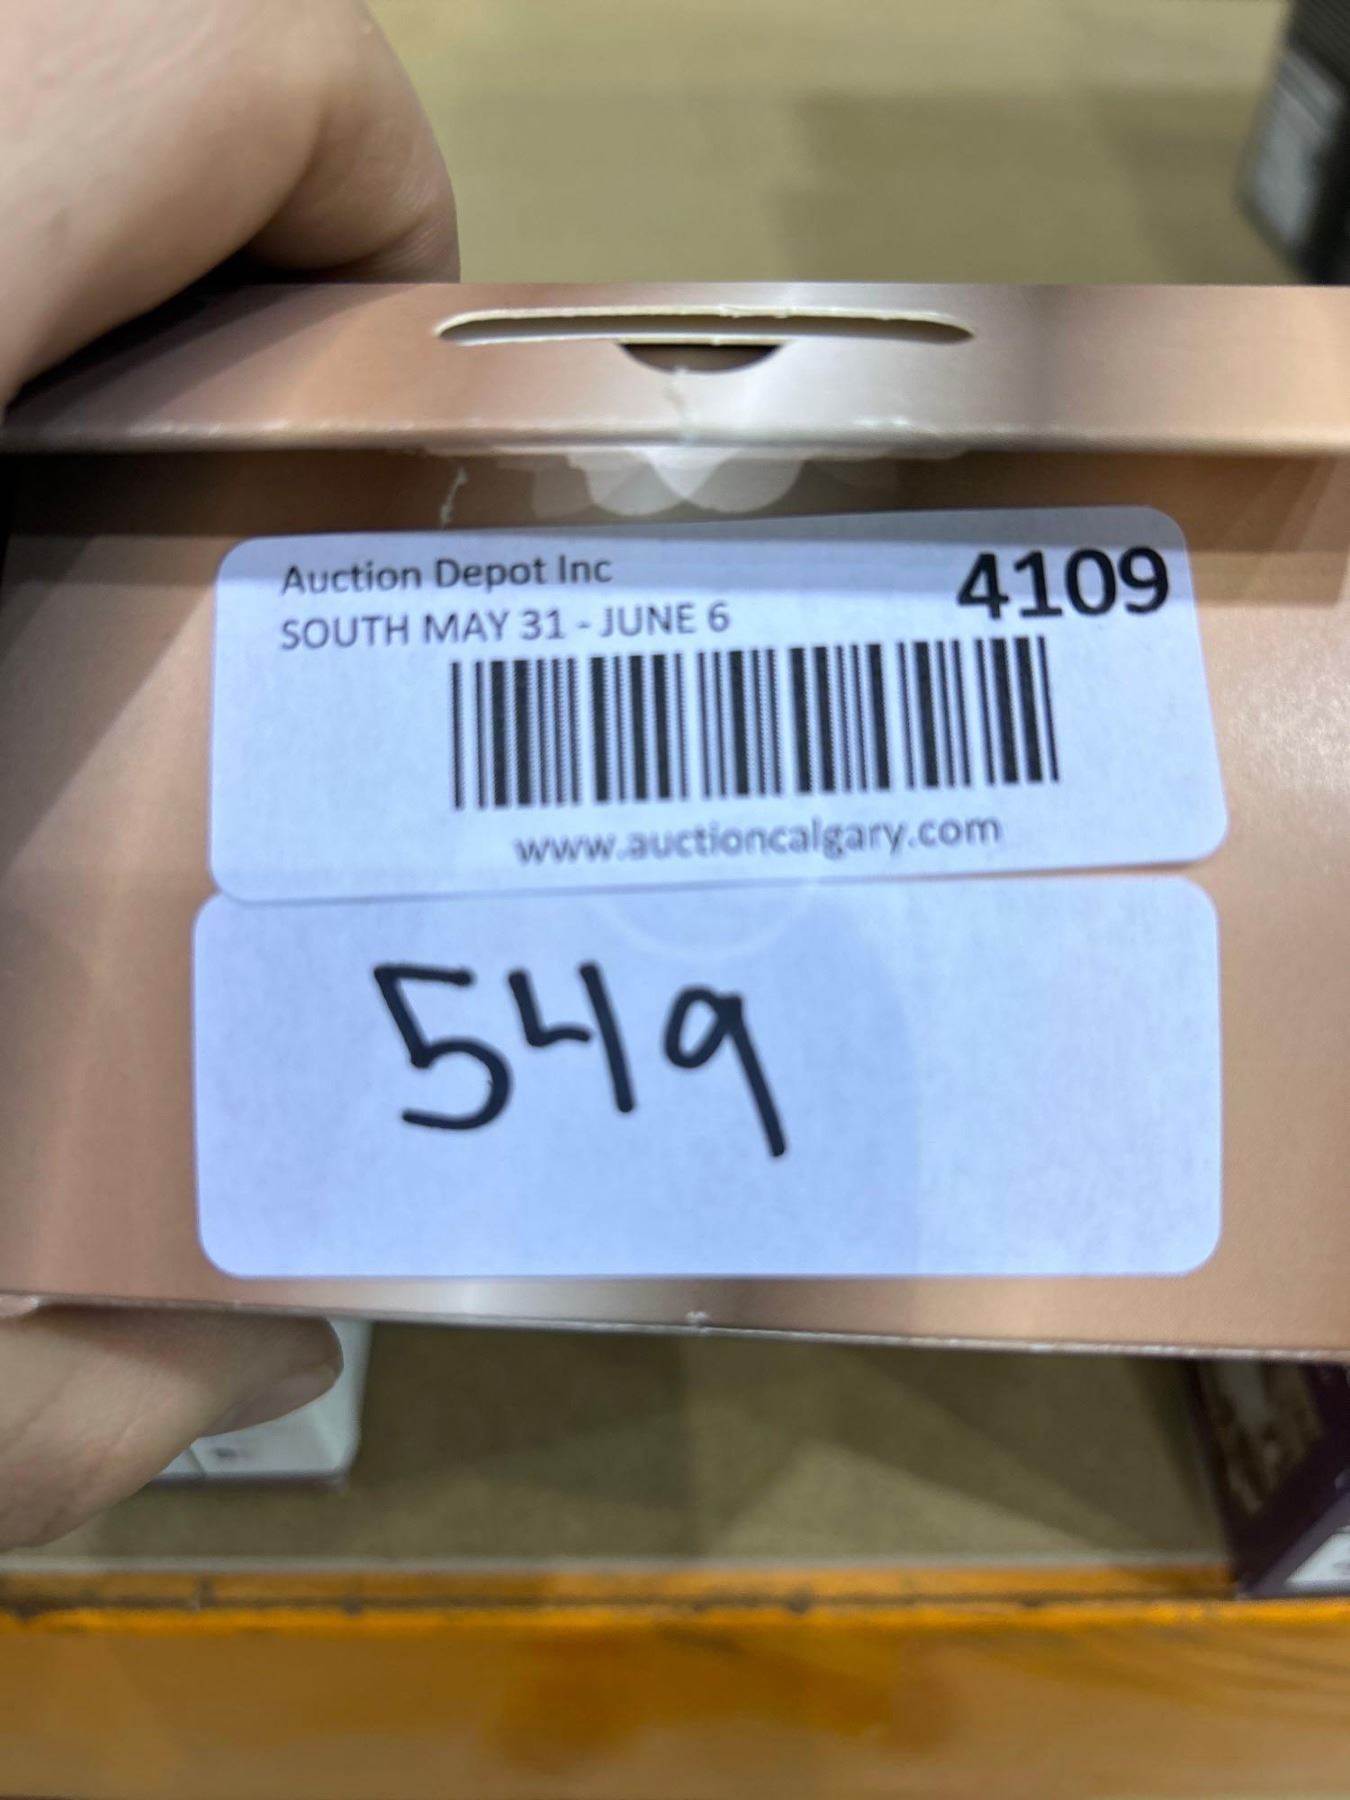 Auction Depot Inc
4109
SOUTH MAY 31 - JUNE 6
www.auctioncalgary.com
549